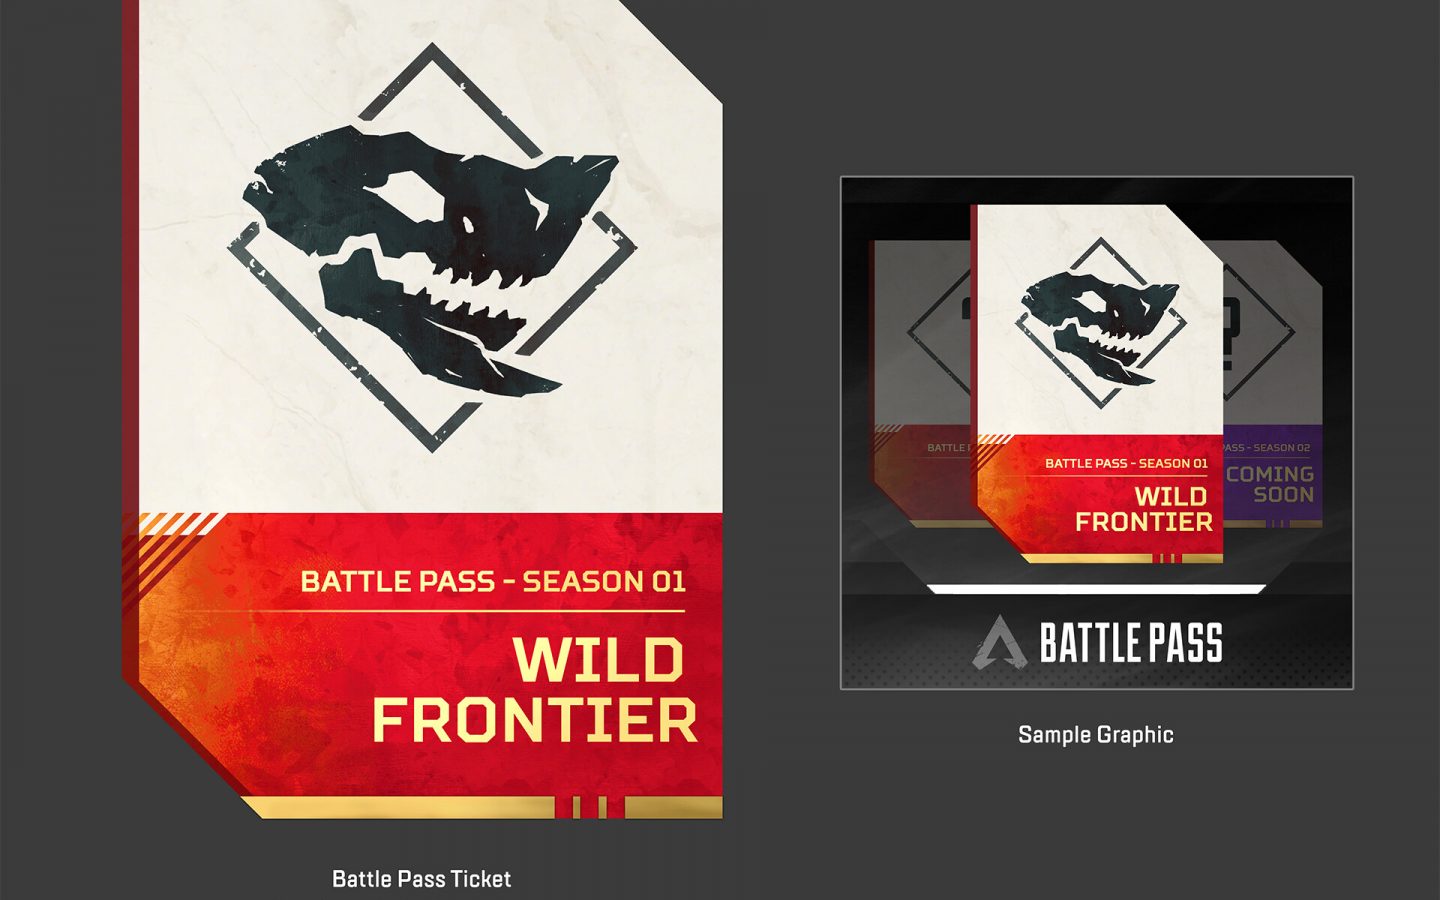 BATTLE PASS - SEASON 01
WILD
FRONTIER
Battle Pass Ticket
BATTLE
PASS - SEASON 02
COMING
SOON
BATTLE PASS - SEASON 01
WILD
FRONTIER
BATTLE PASS
Sample Graphic